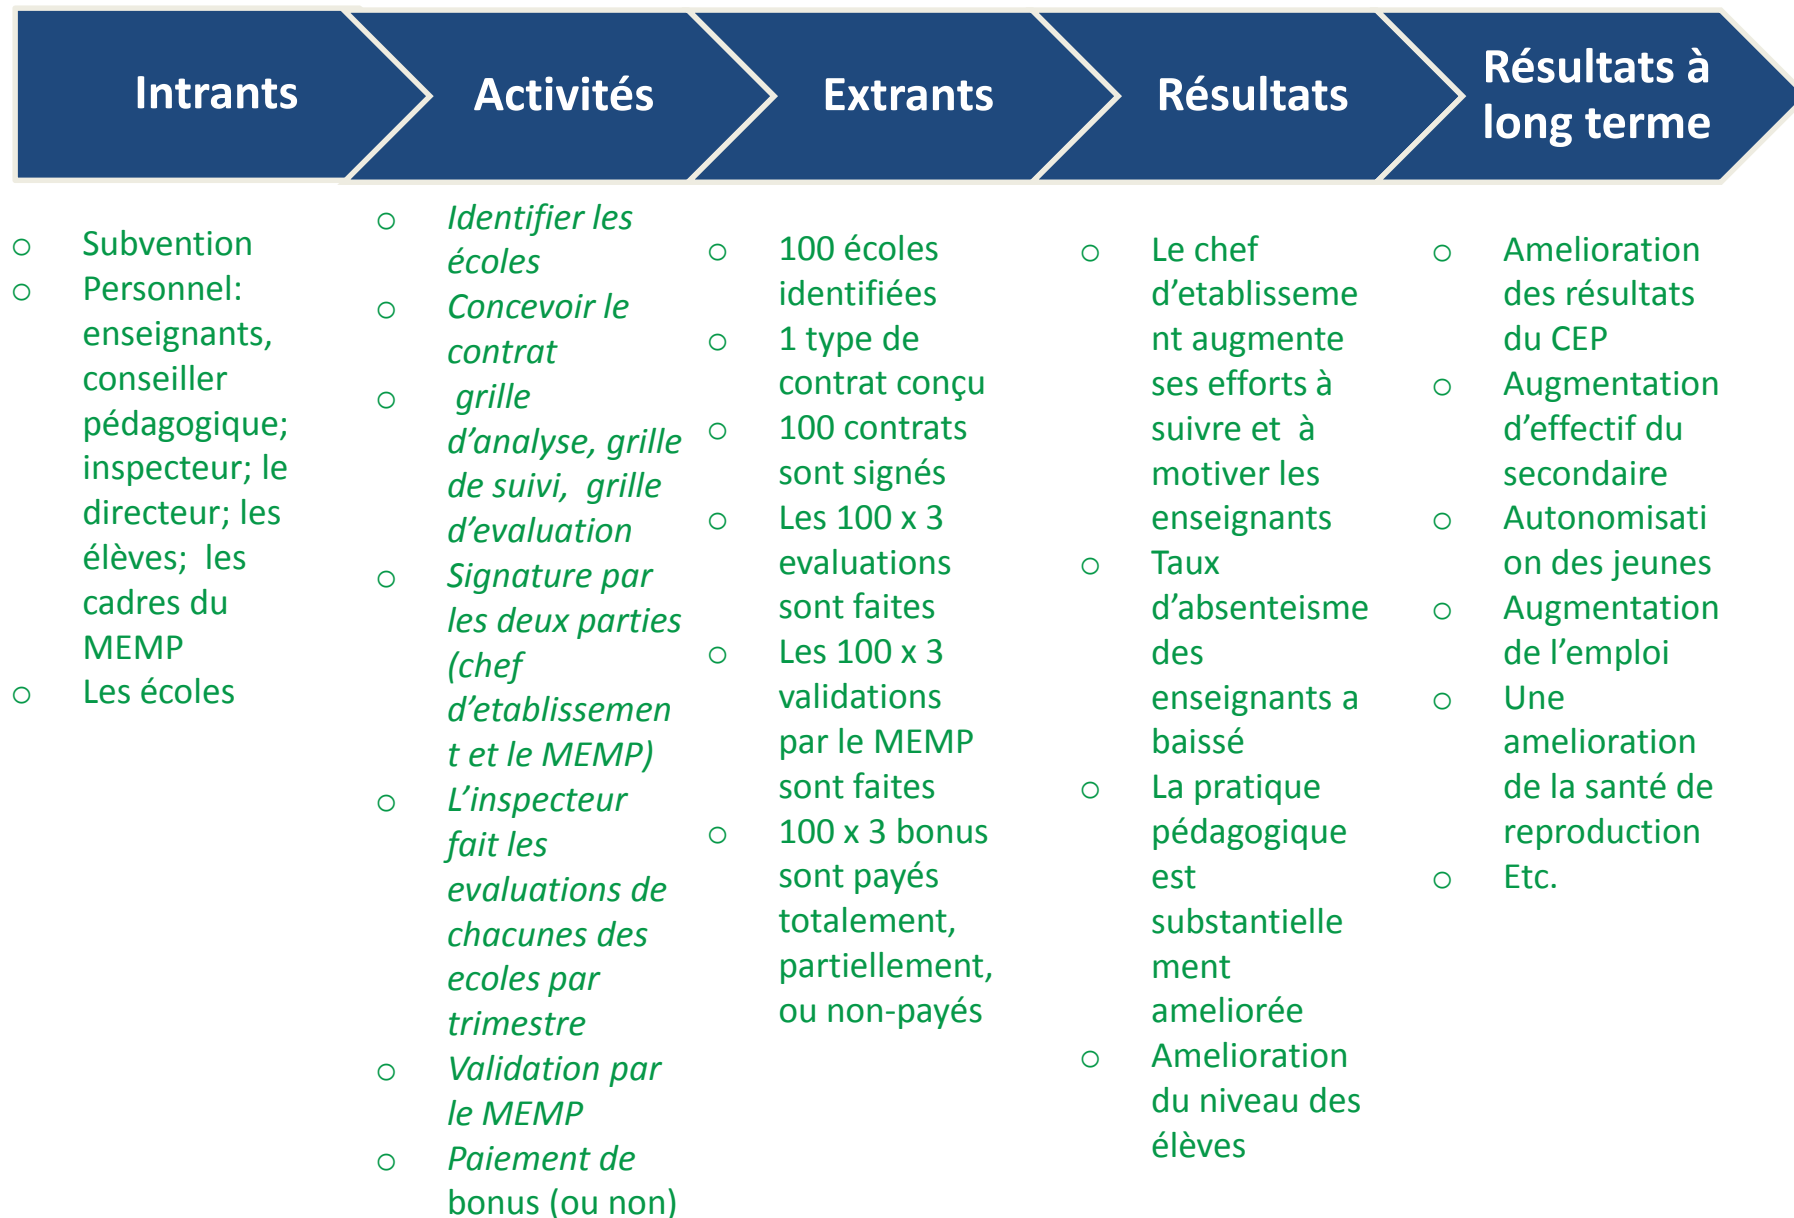 Intrants
Activités
Extrants
Résultats
Résultats à
long terme
o Subvention
o Personnel:
enseignants,
conseiller
pédagogique;
inspecteur; le
directeur; les
élèves; les
cadres du
MEMP
o Les écoles
o Identifier les
écoles
o Concevoir le
contrat
o grille
d’analyse, grille
de suivi, grille
d’evaluation
o Signature par
les deux parties
(chef
d’etablissemen
t et le MEMP)
o L’inspecteur
fait les
evaluations de
chacunes des
ecoles par
trimestre
o Validation par
le MEMP
o Paiement de
bonus (ou non)
o 100 écoles
identifiées
o 1 type de
contrat conçu
o 100 contrats
sont signés
o Les 100 x 3
evaluations
sont faites
o Les 100 x 3
validations
par le MEMP
sont faites
o 100 x 3 bonus
sont payés
totalement,
partiellement,
ou non-payés
o Le chef
d’etablisseme
nt augmente
ses efforts à
suivre et à
motiver les
enseignants
o Taux
d’absenteisme
des
enseignants a
baissé
o La pratique
pédagogique
est
substantielle
ment
ameliorée
o Amelioration
du niveau des
élèves
o Amelioration
des résultats
du CEP
o Augmentation
d’effectif du
secondaire
o Autonomisati
on des jeunes
o Augmentation
de l’emploi
o Une
amelioration
de la santé de
reproduction
o Etc.